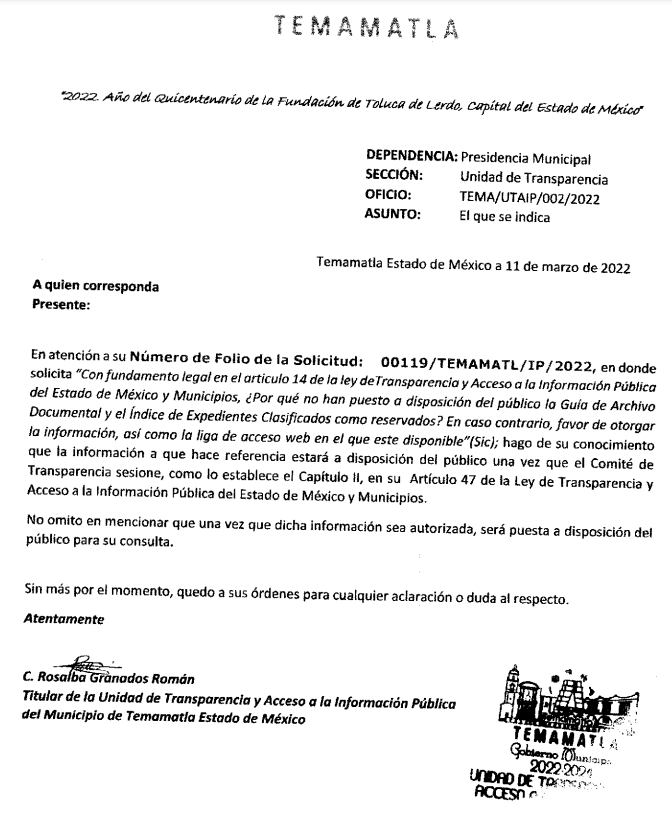 TEMAMATLA
"2022. Año del Quicentenario de la Fundación de Toluca de Lerdo, Capital del Estado de México"
DEPENDENCIA: Presidencia Municipal
SECCIÓN: Unidad de Transparencia
OFICIO: TEMA/UTAIP/002/2022
ASUNTO: El que se indica
Temamatla Estado de México a 11 de marzo de 2022
A quien corresponda
Presente:
En atención a su Número de Folio de la Solicitud: 00119/TEMAMATL/IP/2022, en donde
solicita "Con fundamento legal en el articulo 14 de la ley de Transparencia y Acceso a la Información Pública
del Estado de México y Municipios, ¿Por qué no han puesto a disposición del público la Guía de Archivo
Documental y el Índice de Expedientes Clasificados como reservados? En caso contrario, favor de otorgar
la información, así como la liga de acceso web en el que este disponible"(Sic); hago de su conocimiento
que la información a que hace referencia estará a disposición del público una vez que el Comité de
Transparencia sesione, como lo establece el Capítulo II, en su Artículo 47 de la Ley de Transparencia y
Acceso a la Información Pública del Estado de México y Municipios.
No omito en mencionar que una vez que dicha información sea autorizada, será puesta a disposición del
público para su consulta.
Sin más por el momento, quedo a sus órdenes para cualquier aclaración o duda al respecto.
Atentamente
C. Rosalba Granados Román
Titular de la Unidad de Transparencia y Acceso a la Información Pública
del Municipio de Temamatla Estado de México
TEMAMATLA
Gobierno Municipal
2022-2024
UNIDAD DE
ACCESO